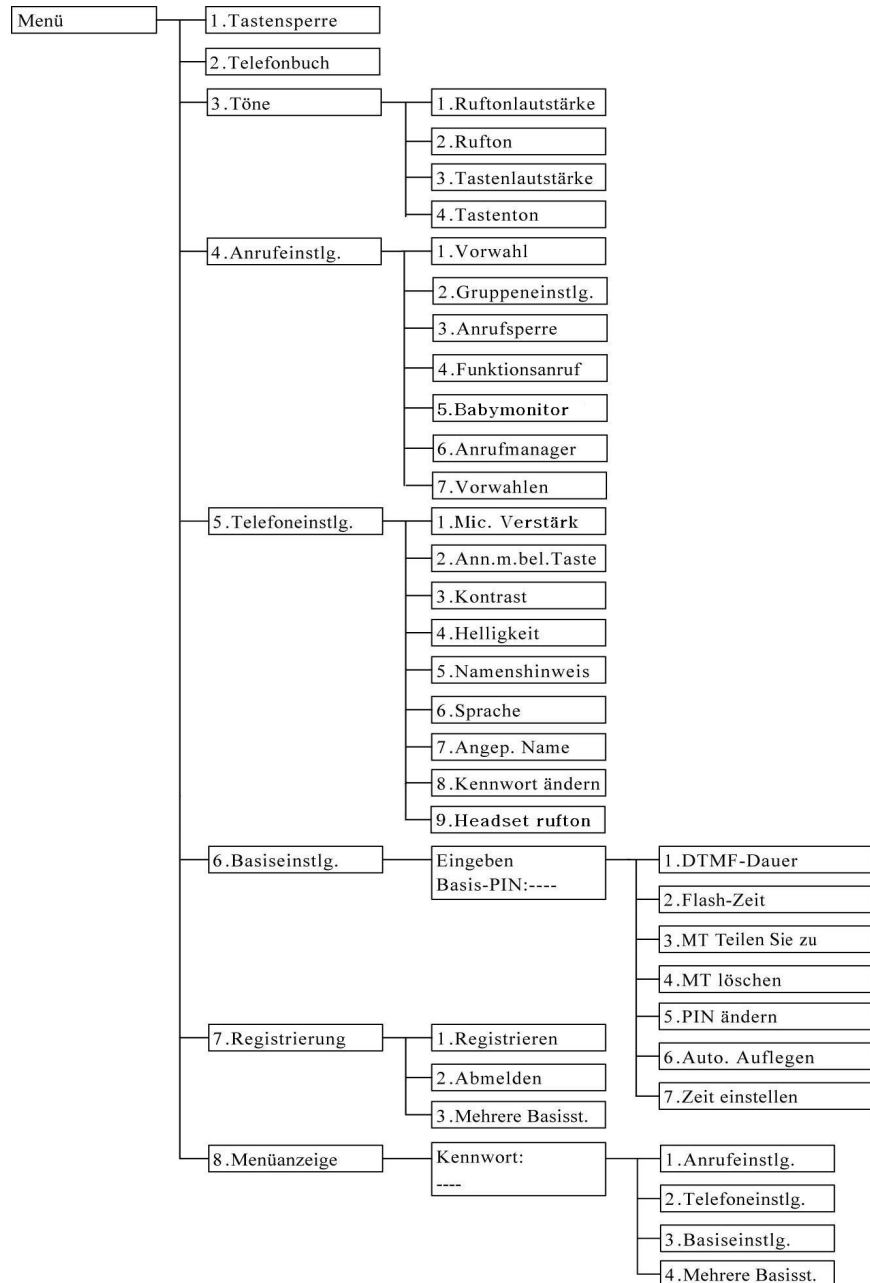 Menü
1.Tastensperre
2.Telefonbuch
3.Töne
1.Ruftonlautstärke
2.Rufton
3.Tastenlautstärke
4.Tastenton
4.Anrufeinstlg.
1.Vorwahl
2.Gruppeneinstlg.
3.Anrufsperre
4.Funktionsanruf
5.Babymonitor
6.Anrufmanager
7.Vorwahlen
5.Telefoneinstlg.
1.Mic. Verstärk
2.Ann.m.bel.Taste
3.Kontrast
4.Helligkeit
5.Namenshinweis
6.Sprache
7.Angep. Name
8.Kennwort ändern
9.Headset rufton
6.Basiseinstlg.
Eingeben
Basis-PIN:----
1.DTMF-Dauer
2.Flash-Zeit
3.MT Teilen Sie zu
4.MT löschen
5.PIN ändern
6.Auto. Auflegen
7.Zeit einstellen
7.Registrierung
1.Registrieren
2.Abmelden
3.Mehrere Basisst.
8.Menüanzeige
Kennwort:
----
1.Anrufeinstlg.
2.Telefoneinstlg.
3.Basiseinstlg.
4.Mehrere Basisst.